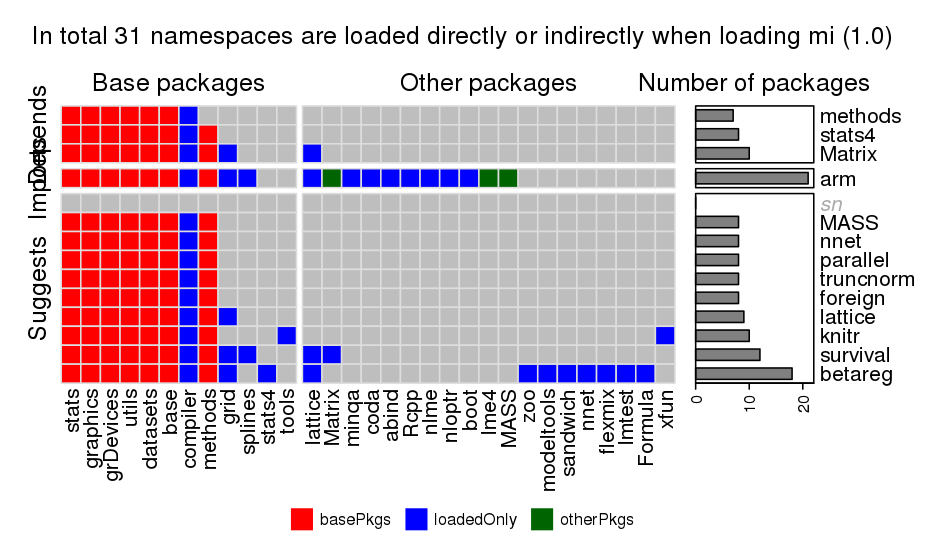 In total 31 namespaces are loaded directly or indirectly when loading mi (1.0)
Base packages
Other packages
Number of packages
Depends
Imports
Suggests
methods
stats4
Matrix
arm
sn
MASS
nnet
parallel
truncnorm
foreign
lattice
knitr
survival
betareg
0
10
20
stats
graphics
grDevices
utils
datasets
base
compiler
methods
grid
splines
stats4
tools
lattice
Matrix
minqa
coda
abind
Rcpp
nlme
nloptr
boot
lme4
MASS
zoo
modeltools
sandwich
nnet
flexmix
lmtest
Formula
xfun
basePkgs
loadedOnly
otherPkgs